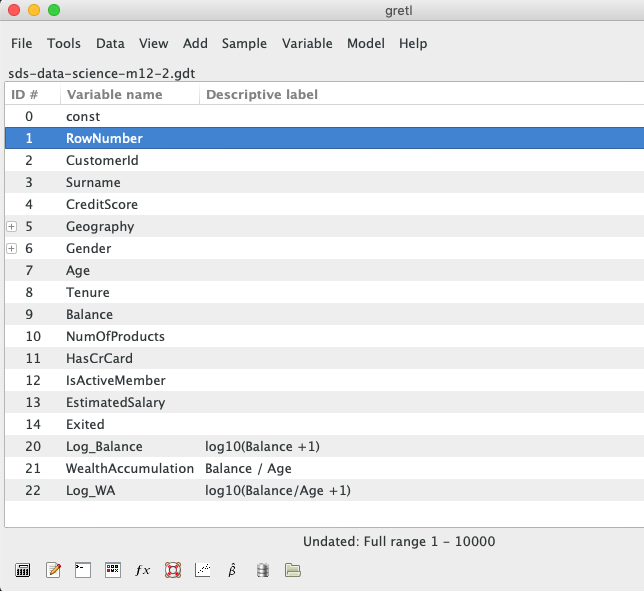 gretl
File Tools Data View Add Sample Variable Model Help
sds-data-science-m12-2.gdt
ID # Variable name Descriptive label
0 const
1 RowNumber
2 CustomerId
3 Surname
4 CreditScore
5 Geography
6 Gender
7 Age
8 Tenure
9 Balance
10 NumOfProducts
11 HasCrCard
12 IsActiveMember
13 EstimatedSalary
14 Exited
20 Log_Balance log10(Balance +1)
21 WealthAccumulation Balance / Age
22 Log_WA log10(Balance/Age +1)
Undated: Full range 1 - 10000
fx β̂